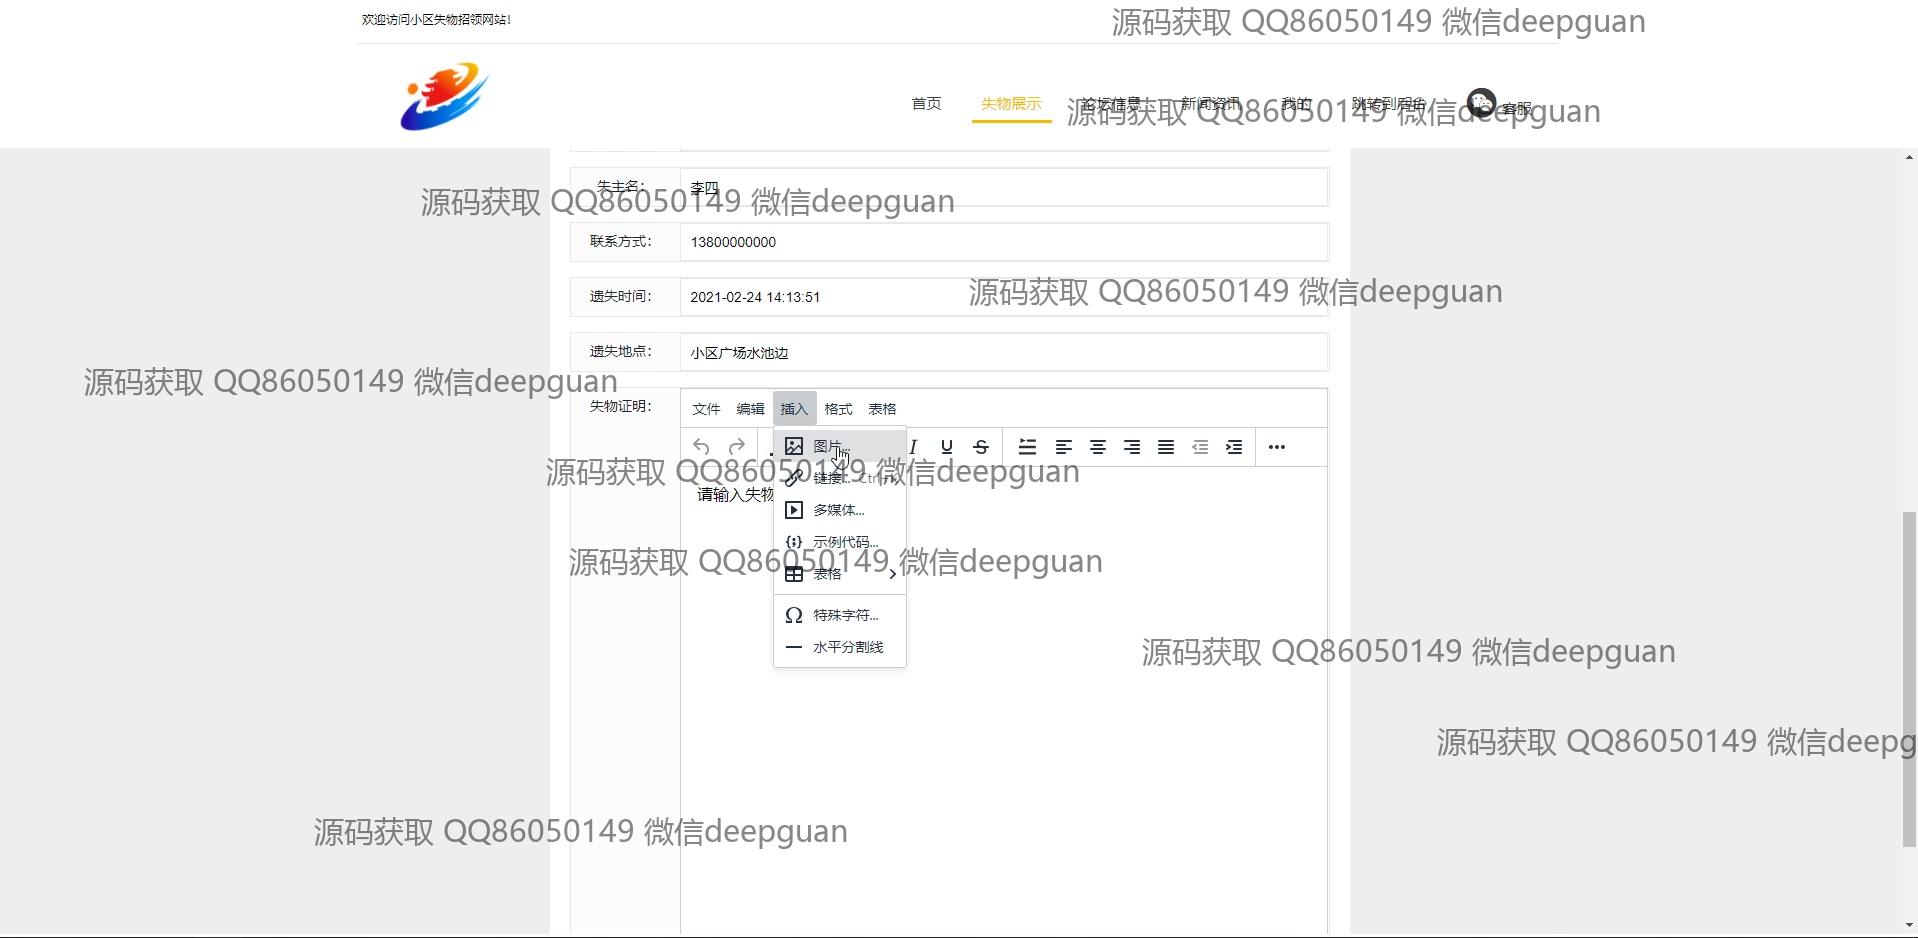 欢迎访问小区失物招领网站!
源码获取 QQ86050149 微信deepguan
首页 失物展示 论坛信息 新闻资讯 我的 跳转到后台 客服
源码获取 QQ86050149 微信deepguan
失主名: 李四
源码获取 QQ86050149 微信deepguan
联系方式: 13800000000
遗失时间: 2021-02-24 14:13:51
源码获取 QQ86050149 微信deepguan
遗失地点: 小区广场水池边
源码获取 QQ86050149 微信deepguan
失物证明: 文件 编辑 插入 格式 表格
图片...
源码获取 QQ86050149 微信deepguan
链接... Ctrl+K
请输入失物
多媒体...
示例代码...
源码获取 QQ86050149 微信deepguan
表格
特殊字符...
水平分割线
源码获取 QQ86050149 微信deepguan
源码获取 QQ86050149 微信deepg
源码获取 QQ86050149 微信deepguan